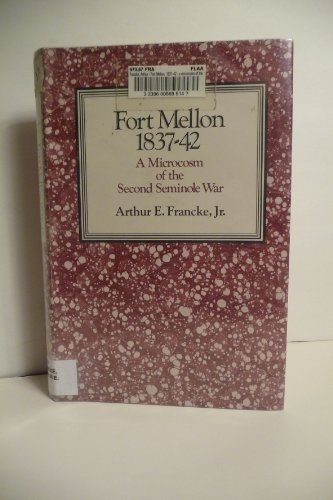 Fort Mellon
1837-42
A Microcosm
of the
Second Seminole War
Arthur E. Francke, Jr.